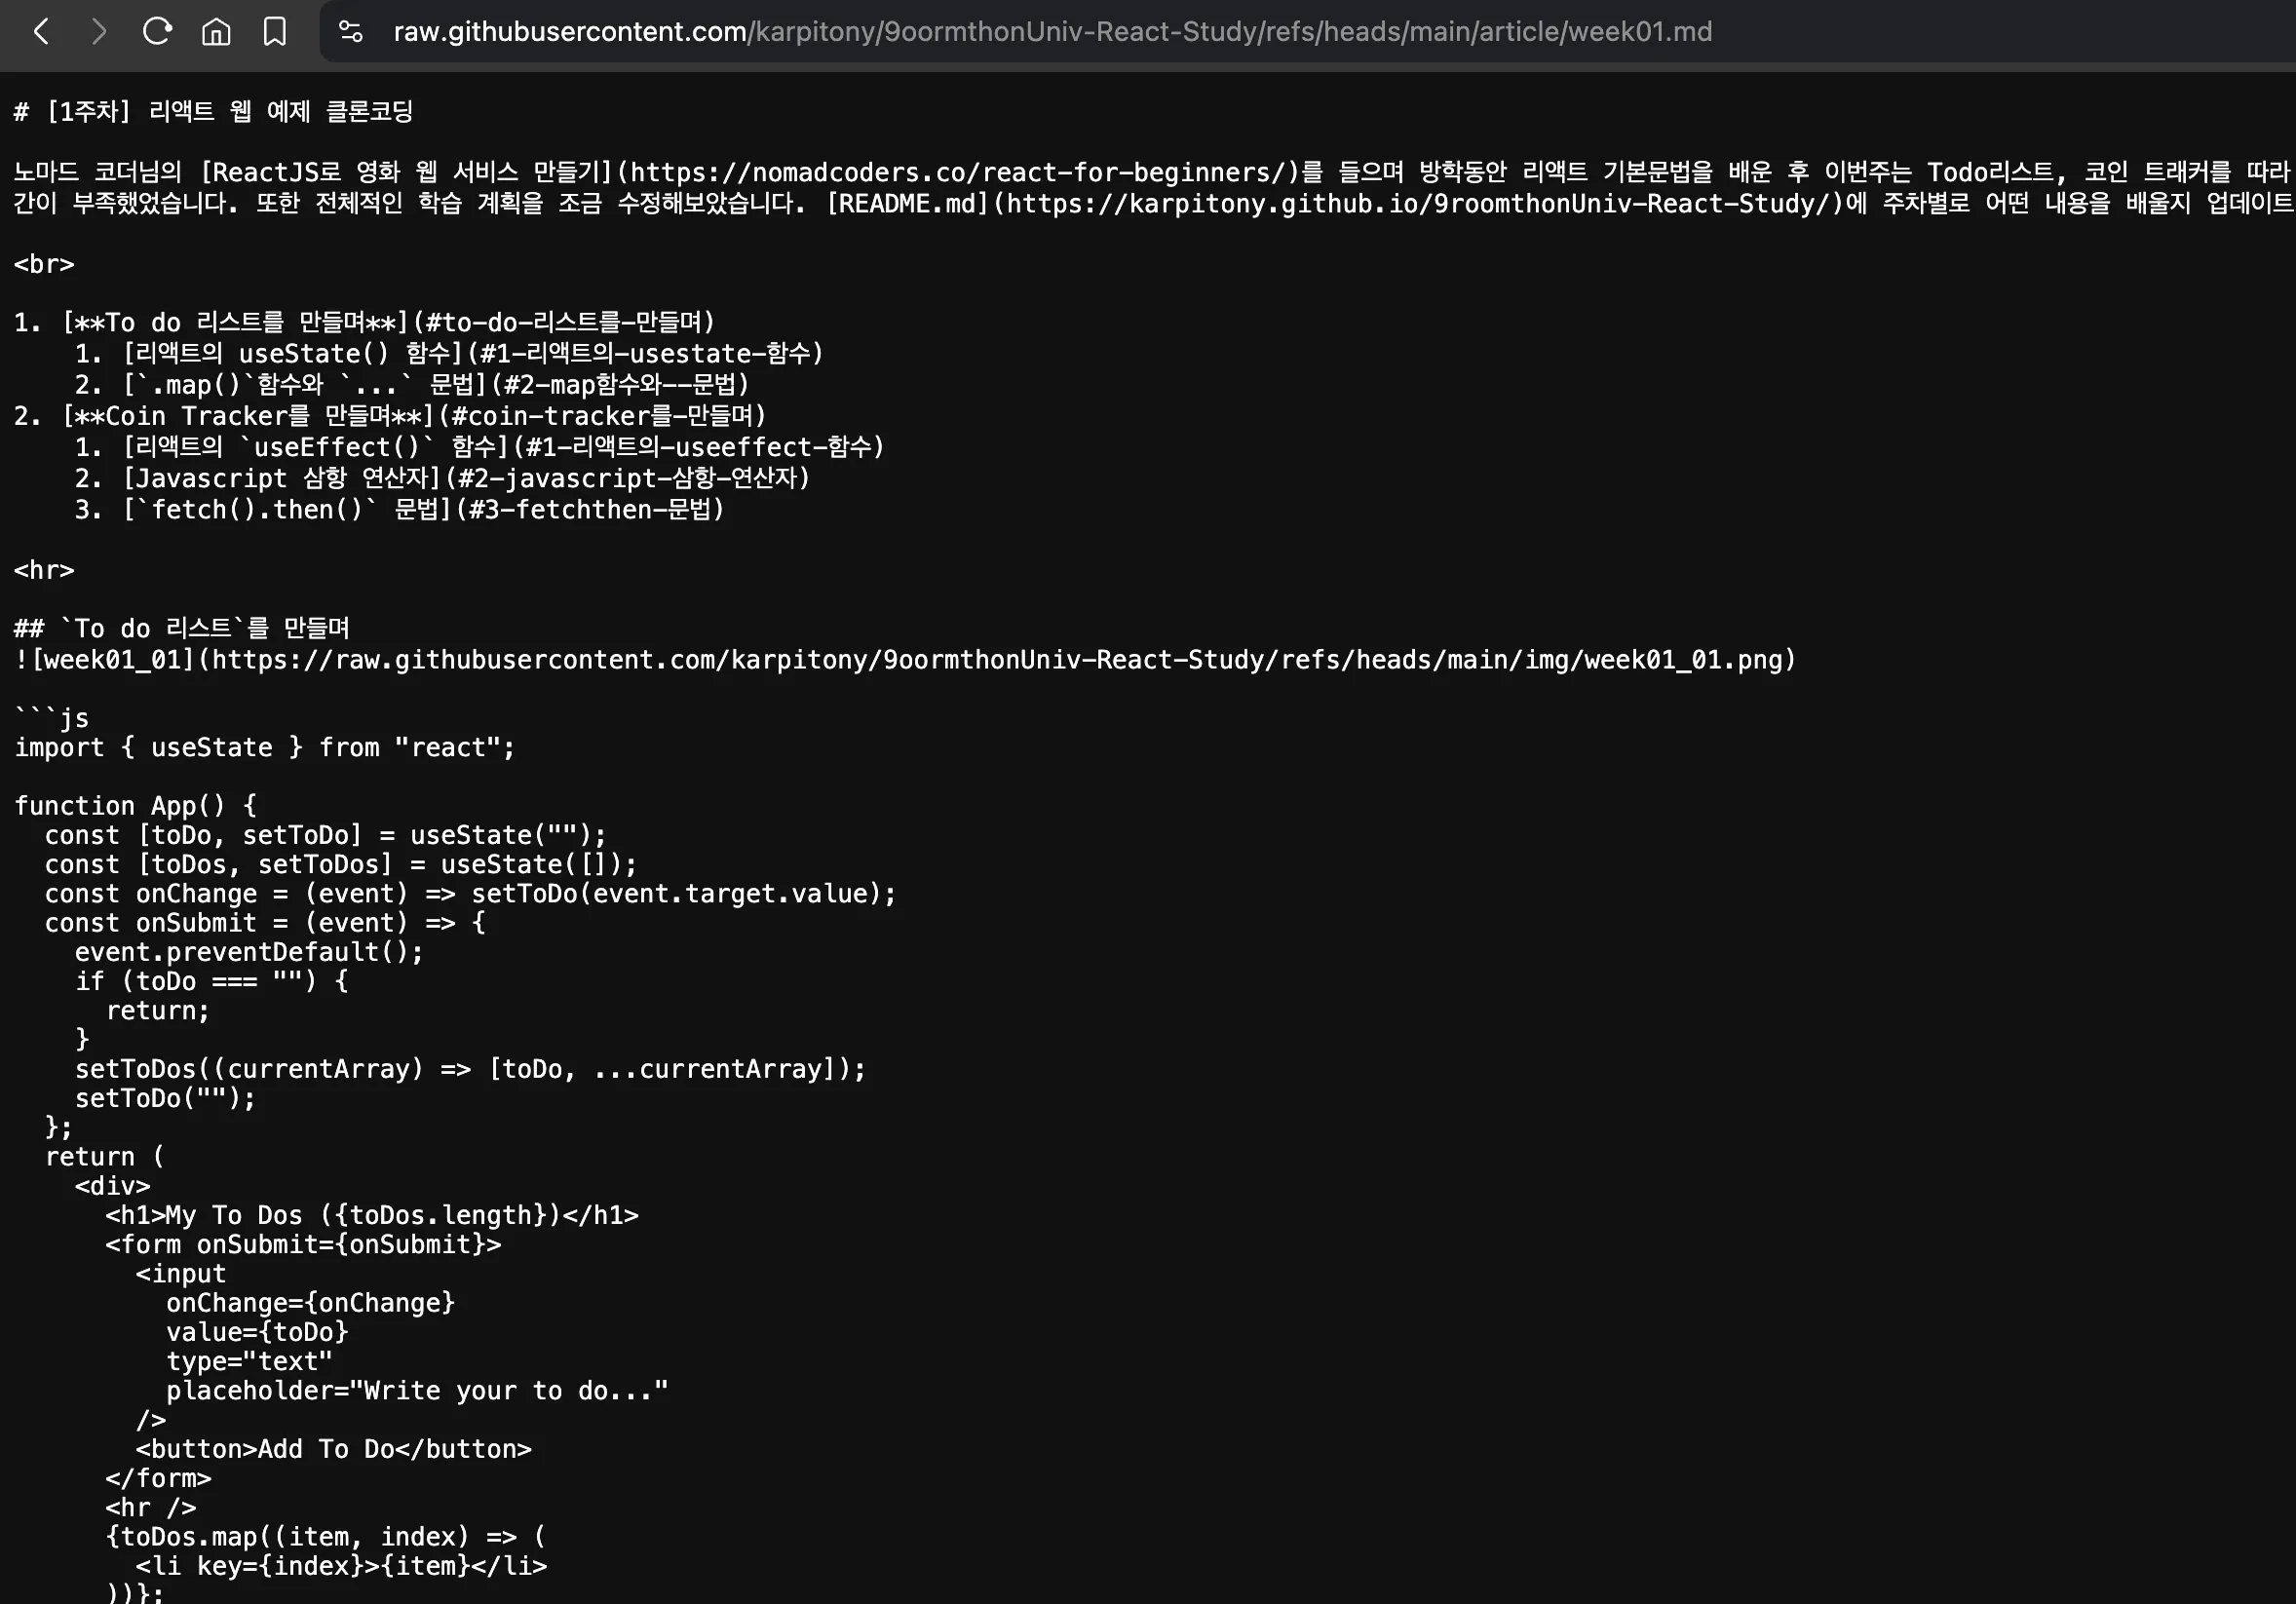 raw.githubusercontent.com/karpitony/9oormthonUniv-React-Study/refs/heads/main/article/week01.md
# [1주차] 리액트 웹 예제 클론코딩
노마드 코더님의 [ReactJS로 영화 웹 서비스 만들기](https://nomadcoders.co/react-for-beginners/)를 들으며 방학동안 리액트 기본문법을 배운 후 이번주는 Todo리스트, 코인 트래커를 따라
간이 부족했었습니다. 또한 전체적인 학습 계획을 조금 수정해보았습니다. [README.md](https://karpitony.github.io/9roomthonUniv-React-Study/)에 주차별로 어떤 내용을 배울지 업데이트
<br>
1. [**To do 리스트를 만들며**](#to-do-리스트를-만들며)
    1. [리액트의 useState() 함수](#1-리액트의-usestate-함수)
    2. [`.map()`함수와 `...` 문법](#2-map함수와--문법)
2. [**Coin Tracker를 만들며**](#coin-tracker를-만들며)
    1. [리액트의 `useEffect()` 함수](#1-리액트의-useeffect-함수)
    2. [Javascript 삼항 연산자](#2-javascript-삼항-연산자)
    3. [`fetch().then()` 문법](#3-fetchthen-문법)
<hr>
## `To do 리스트`를 만들며
![week01_01](https://raw.githubusercontent.com/karpitony/9oormthonUniv-React-Study/refs/heads/main/img/week01_01.png)
```js
import { useState } from "react";
function App() {
  const [toDo, setToDo] = useState("");
  const [toDos, setToDos] = useState([]);
  const onChange = (event) => setToDo(event.target.value);
  const onSubmit = (event) => {
    event.preventDefault();
    if (toDo === "") {
      return;
    }
    setToDos((currentArray) => [toDo, ...currentArray]);
    setToDo("");
  };
  return (
    <div>
      <h1>My To Dos ({toDos.length})</h1>
      <form onSubmit={onSubmit}>
        <input
          onChange={onChange}
          value={toDo}
          type="text"
          placeholder="Write your to do..."
        />
        <button>Add To Do</button>
      </form>
      <hr />
      {toDos.map((item, index) => (
        <li key={index}>{item}</li>
      ))};